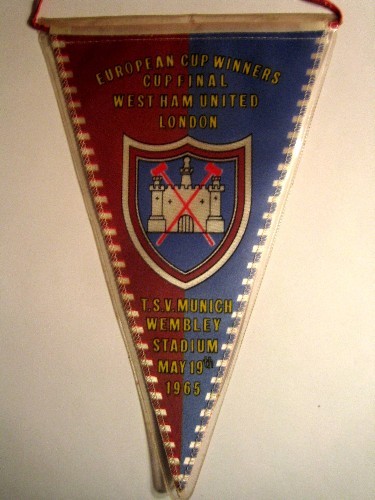 EUROPEAN CUP WINNERS
CUP FINAL
WEST HAM UNITED
LONDON
T.S.V. MUNICH
WEMBLEY
STADIUM
MAY 19th
1965